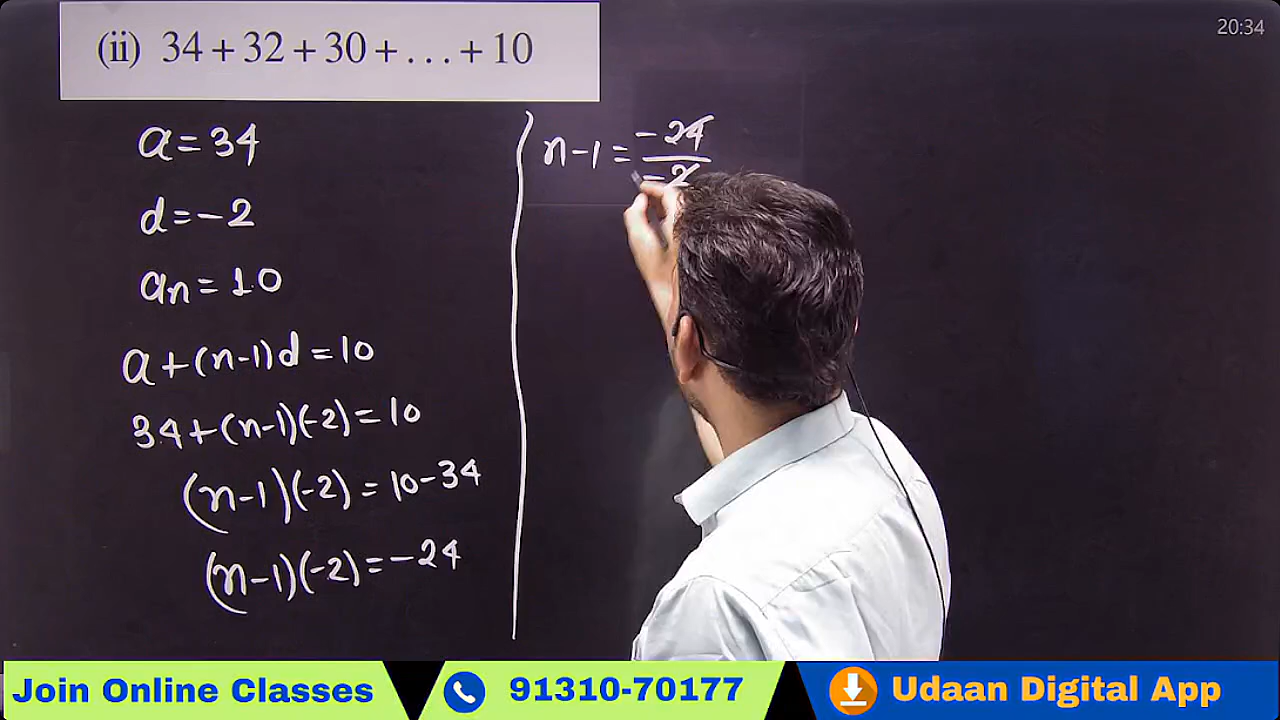 (ii) 34 + 32 + 30 + ... + 10
20:34
a = 34
d = -2
an = 10
a + (n-1)d = 10
34 + (n-1)(-2) = 10
(n-1)(-2) = 10-34
(n-1)(-2) = -24
n-1 = -24/-2
Join Online Classes
91310-70177
Udaan Digital App